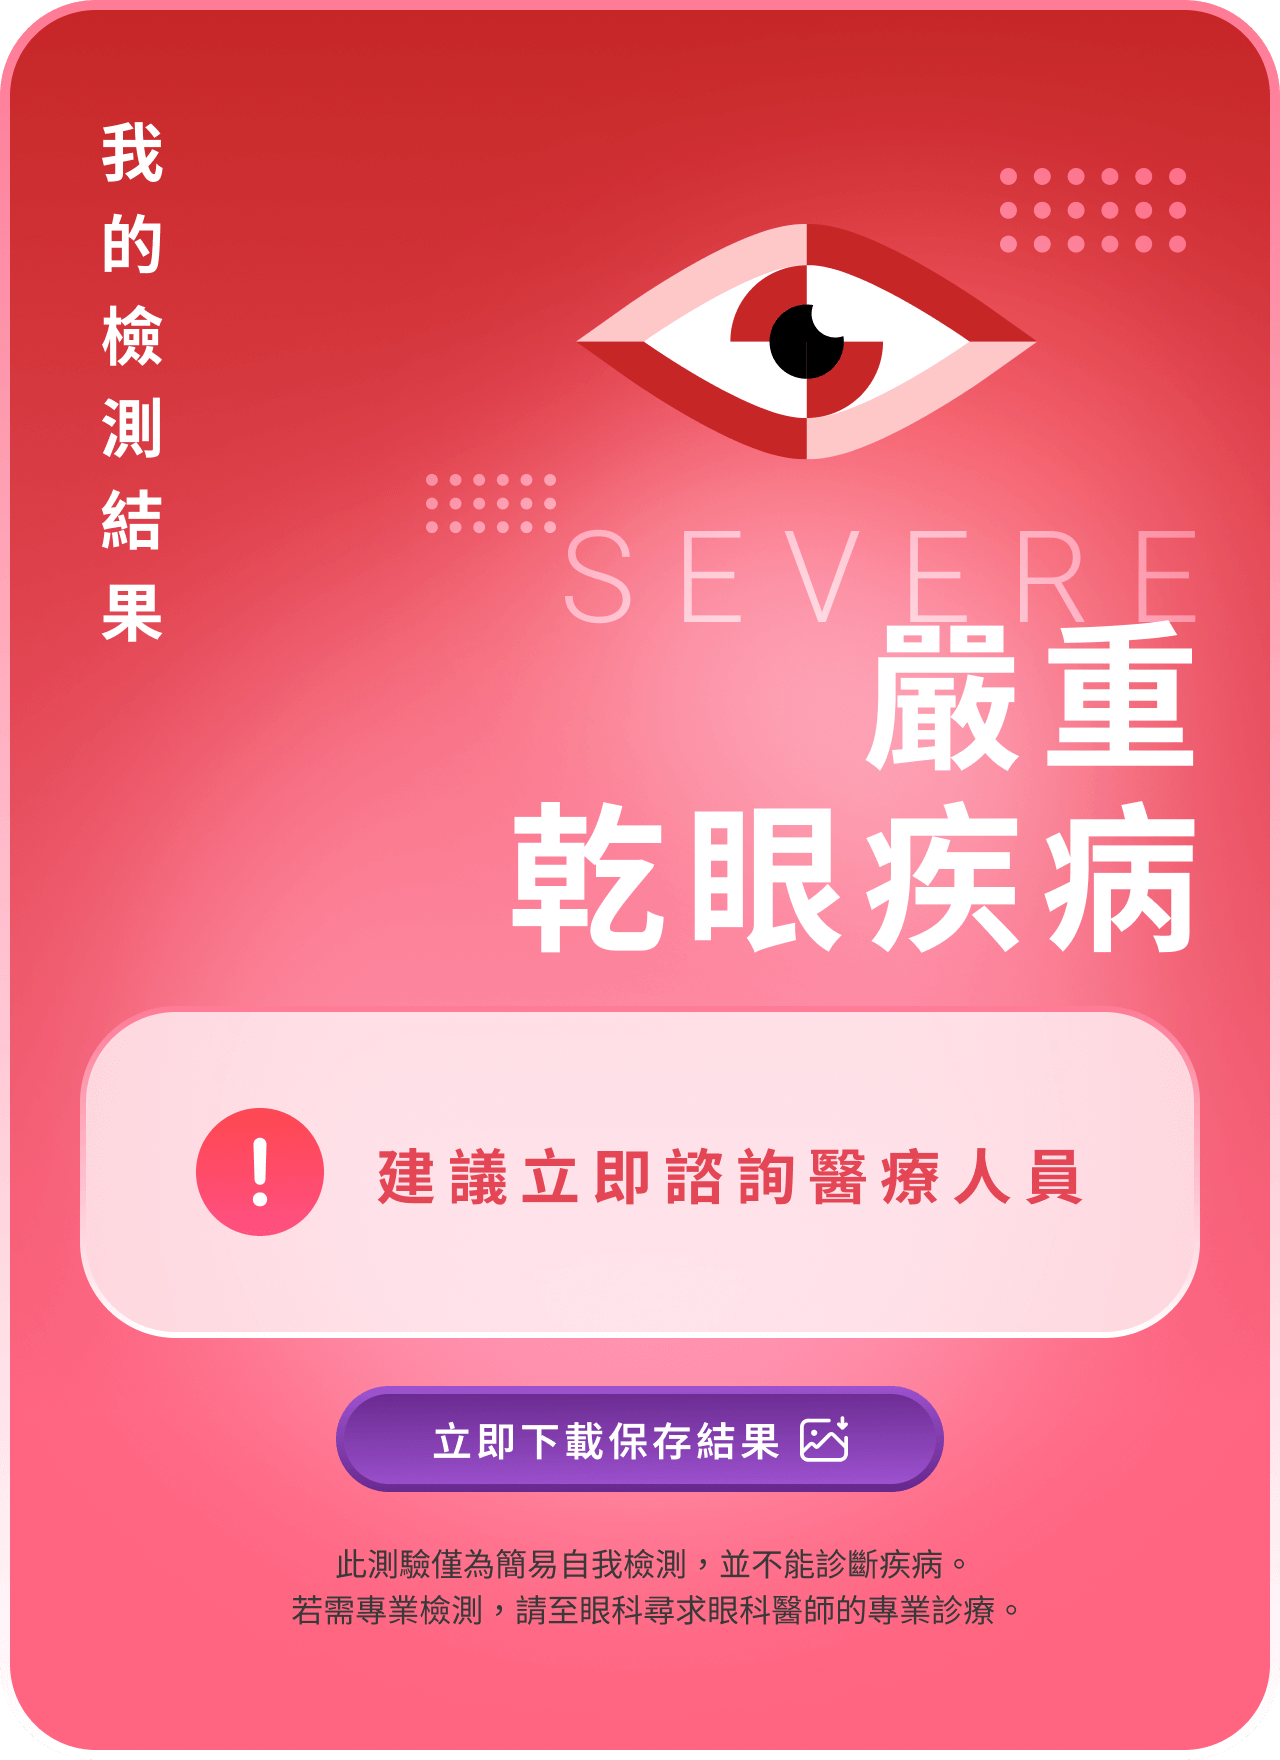 我的檢測結果
SEVERE
嚴重
乾眼疾病
建議立即諮詢醫療人員
立即下載保存結果
此測驗僅為簡易自我檢測，並不能診斷疾病。
若需專業檢測，請至眼科尋求眼科醫師的專業診療。